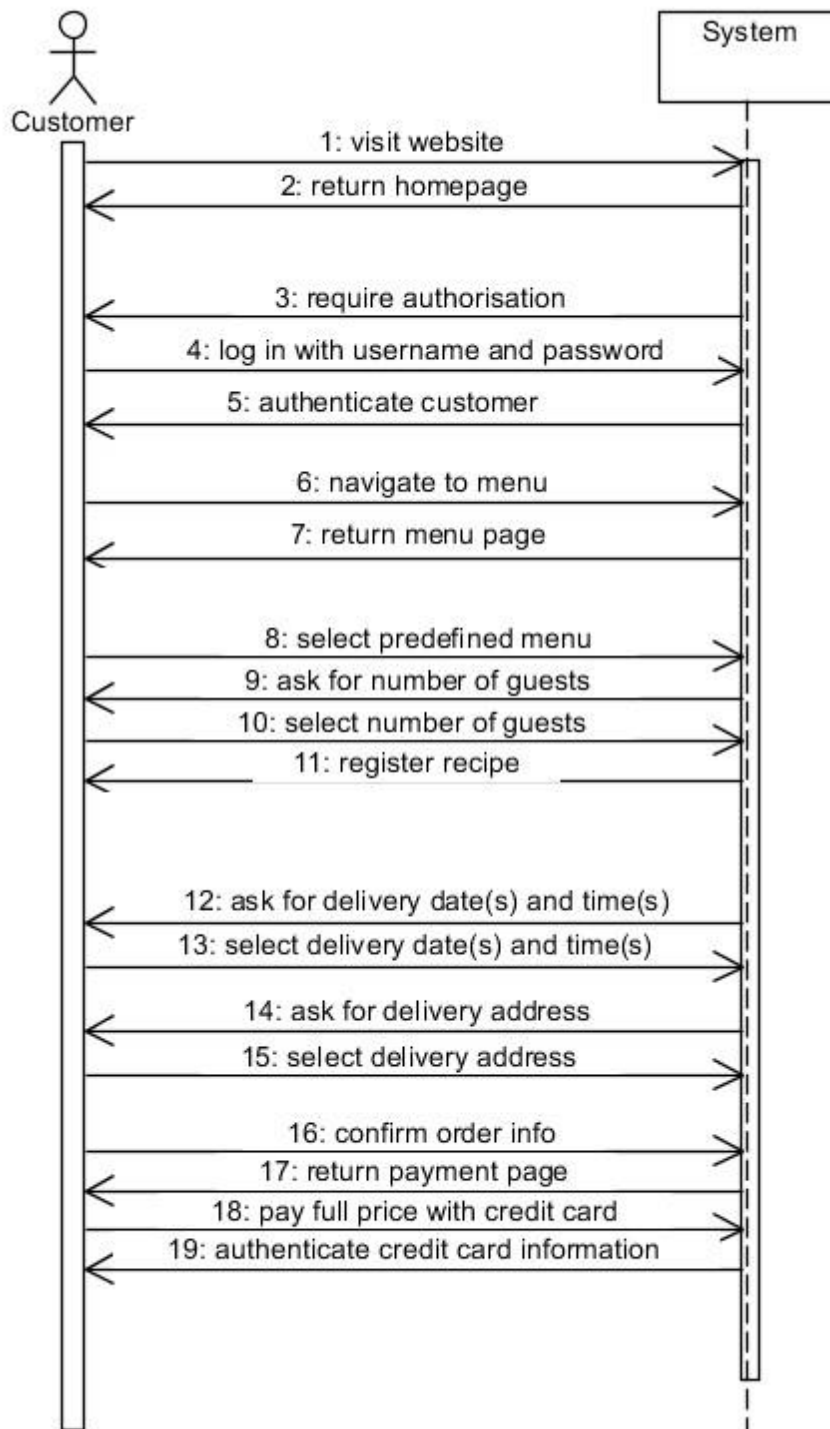 System
Customer
1: visit website
2: return homepage
3: require authorisation
4: log in with username and password
5: authenticate customer
6: navigate to menu
7: return menu page
8: select predefined menu
9: ask for number of guests
10: select number of guests
11: register recipe
12: ask for delivery date(s) and time(s)
13: select delivery date(s) and time(s)
14: ask for delivery address
15: select delivery address
16: confirm order info
17: return payment page
18: pay full price with credit card
19: authenticate credit card information